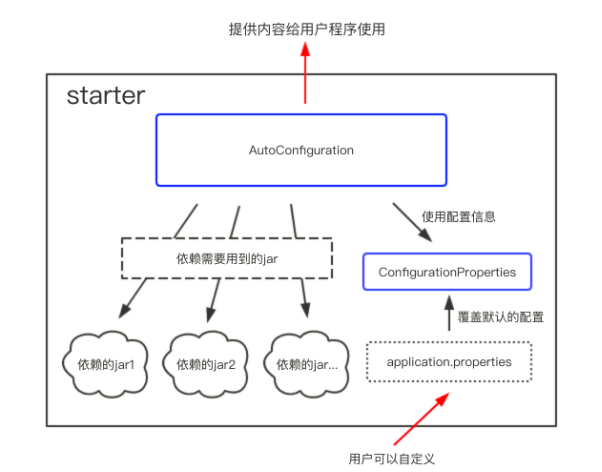 提供内容给用户程序使用
starter
AutoConfiguration
使用配置信息
依赖需要用到的jar
ConfigurationProperties
覆盖默认的配置
依赖的jar1
依赖的jar2
依赖的jar...
application.properties
用户可以自定义